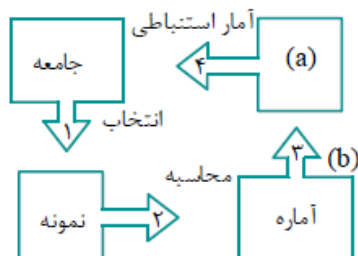 آمار استنباطی
جامعه
(a)
۴
۱
انتخاب
۳
(b)
محاسبه
نمونه
۲
آماره